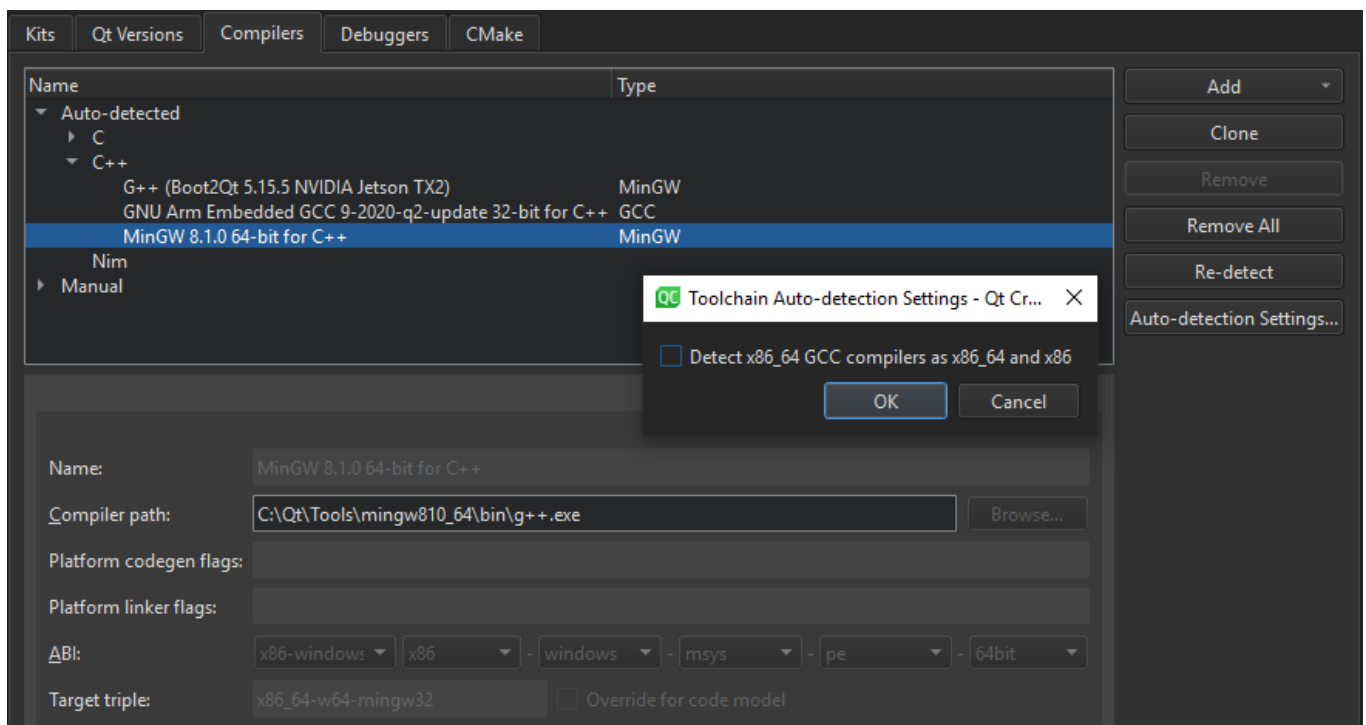 Kits Qt Versions Compilers Debuggers CMake
Name Type
Auto-detected
C
C++
G++ (Boot2Qt 5.15.5 NVIDIA Jetson TX2) MinGW
GNU Arm Embedded GCC 9-2020-q2-update 32-bit for C++ GCC
MinGW 8.1.0 64-bit for C++ MinGW
Nim
Manual
Add
Clone
Remove
Remove All
Re-detect
Auto-detection Settings...
QC Toolchain Auto-detection Settings - Qt Cr...
Detect x86_64 GCC compilers as x86_64 and x86
OK Cancel
Name: MinGW 8.1.0 64-bit for C++
Compiler path: C:\Qt\Tools\mingw810_64\bin\g++.exe Browse...
Platform codegen flags:
Platform linker flags:
ABI: x86-window x86 - windows - msys - pe - 64bit
Target triple: x86_64-w64-mingw32 Override for code model